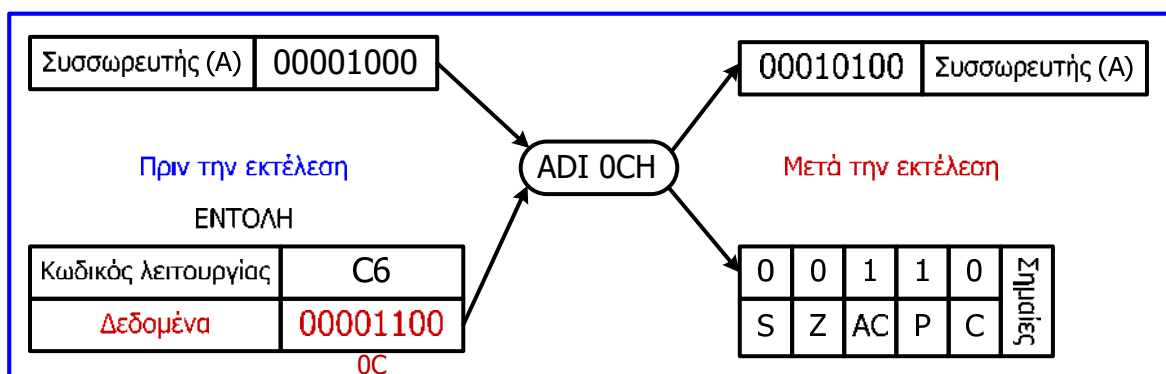 Συσσωρευτής (Α) 00001000
00010100 Συσσωρευτής (Α)
Πριν την εκτέλεση
ADI 0CH
Μετά την εκτέλεση
ΕΝΤΟΛΗ
Κωδικός λειτουργίας C6
Δεδομένα 00001100
0C
0 0 1 1 0
S Z AC P C
Σημαίες